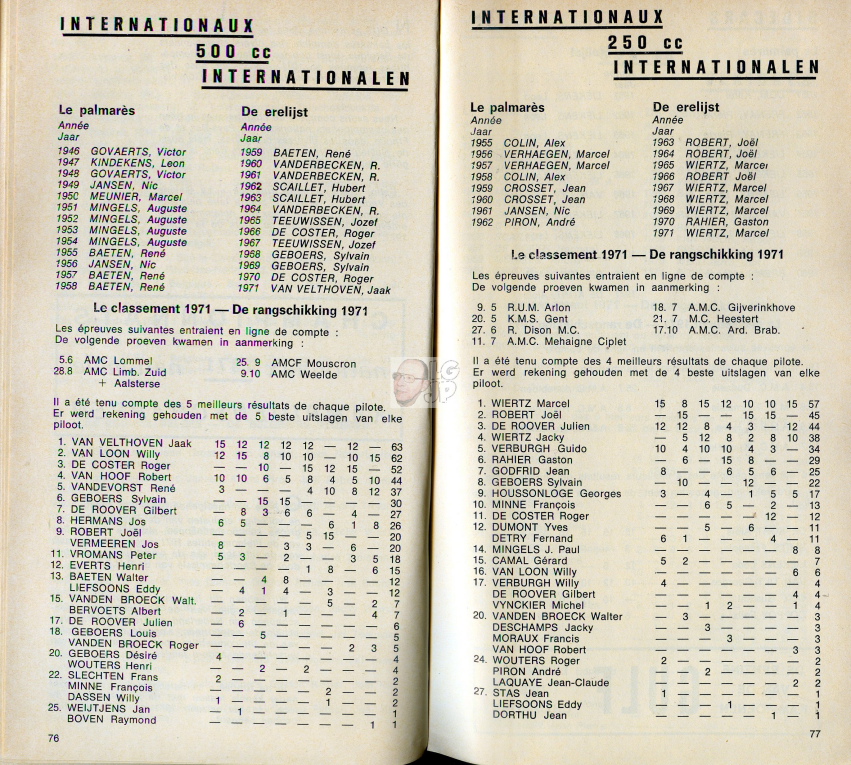 INTERNATIONAUX
500 cc
INTERNATIONALEN
Le palmarès
Année
Jaar
1946 GOVAERTS, Victor
1947 KINDEKENS, Leon
1948 GOVAERTS, Victor
1949 JANSEN, Nic
1950 MEUNIER, Marcel
1951 MINGELS, Auguste
1952 MINGELS, Auguste
1953 MINGELS, Auguste
1954 MINGELS, Auguste
1955 BAETEN, René
1956 JANSEN, Nic
1957 BAETEN, René
1958 BAETEN, René
De erelijst
Année
Jaar
1959 BAETEN, René
1960 VANDERBECKEN, R.
1961 VANDERBECKEN, R.
1962 SCAILLET, Hubert
1963 SCAILLET, Hubert
1964 VANDERBECKEN, R.
1965 TEEUWISSEN, Jozef
1966 DE COSTER, Roger
1967 TEEUWISSEN, Jozef
1968 GEBOERS, Sylvain
1969 GEBOERS, Sylvain
1970 DE COSTER, Roger
1971 VAN VELTHOVEN, Jaak
Le classement 1971 — De rangschikking 1971
Les épreuves suivantes entraient en ligne de compte :
De volgende proeven kwamen in aanmerking :
5.6 AMC Lommel
28.8 AMC Limb. Zuid
+ Aalsterse
25. 9 AMCF Mouscron
9.10 AMC Weelde
Il a été tenu compte des 5 meilleurs résultats de chaque pilote.
Er werd rekening gehouden met de 5 beste uitslagen van elke
piloot.
1. VAN VELTHOVEN Jaak 15 12 12 12 12 — 12 — 63
2. VAN LOON Willy 12 15 8 10 10 — 10 15 62
3. DE COSTER Roger — — 10 — 15 12 15 — 52
4. VAN HOOF Robert 10 10 6 5 8 4 5 10 44
5. VANDEVORST René 3 — — — 4 10 8 12 37
6. GEBOERS Sylvain — — 15 15 — — — — 30
7. DE ROOVER Gilbert — 8 3 6 6 — 4 — 27
8. HERMANS Jos 6 5 — — — 6 1 8 26
9. ROBERT Joël — — — — 5 15 — — 20
VERMEEREN Jos 8 — — 3 3 — 6 — 20
11. VROMANS Peter 5 3 — 2 — — 3 5 18
12. EVERTS Henri — — — — 1 8 — 6 15
13. BAETEN Walter — — 4 8 — — — — 12
LIEFSOONS Eddy — 4 1 4 — 3 — — 12
15. VANDEN BROECK Walt. — — — — — 5 — 2 7
BERVOETS Albert — 2 — 1 — — — 4 7
17. DE ROOVER Julien — 6 — — — — — — 6
18. GEBOERS Louis — — 5 — — — — — 5
VANDEN BROECK Roger — — — — — — 2 3 5
20. GEBOERS Désiré 4 — — — — — — — 4
WOUTERS Henri — — 2 — 2 — — — 4
22. SLECHTEN Frans 2 — — — — — — — 2
MINNE François — — — — — 2 — — 2
DASSEN Willy 1 — — — — 1 — — 2
25. WEIJTJENS Jan — 1 — — — — — — 1
BOVEN Raymond — — — — — — — 1 1
76
INTERNATIONAUX
250 cc
INTERNATIONALEN
Le palmarès
Année
Jaar
1955 COLIN, Alex
1956 VERHAEGEN, Marcel
1957 VERHAEGEN, Marcel
1958 COLIN, Alex
1959 CROSSET, Jean
1960 CROSSET, Jean
1961 JANSEN, Nic
1962 PIRON, André
De erelijst
Année
Jaar
1963 ROBERT, Joël
1964 ROBERT, Joël
1965 WIERTZ, Marcel
1966 ROBERT, Joël
1967 WIERTZ, Marcel
1968 WIERTZ, Marcel
1969 WIERTZ, Marcel
1970 RAHIER, Gaston
1971 WIERTZ, Marcel
Le classement 1971 — De rangschikking 1971
Les épreuves suivantes entraient en ligne de compte :
De volgende proeven kwamen in aanmerking :
9. 5 R.U.M. Arlon
20. 5 K.M.S. Gent
27. 6 R. Dison M.C.
11. 7 A.M.C. Mehaigne Ciplet
18. 7 A.M.C. Gijverinkhove
21. 7 M.C. Heestert
17.10 A.M.C. Ard. Brab.
Il a été tenu compte des 4 meilleurs résultats de chaque pilote.
Er werd rekening gehouden met de 4 beste uitslagen van elke
piloot.
1. WIERTZ Marcel 15 8 15 12 10 10 15 57
2. ROBERT Joël — 15 — — 15 15 — 45
3. DE ROOVER Julien 12 12 8 4 3 — 12 44
4. WIERTZ Jacky — 5 12 8 2 8 10 38
5. VERBURGH Guido 10 4 10 10 4 3 — 34
6. RAHIER Gaston — 6 — 15 8 — — 29
7. GODFRID Jean 8 — — 6 5 6 — 25
8. GEBOERS Sylvain — 10 — — 12 — — 22
9. HOUSSONLOGE Georges 3 — 4 — 1 5 5 17
10. MINNE François — — 6 5 — 2 — 13
11. DE COSTER Roger — — — — — 12 — 12
12. DUMONT Yves — — 5 — 6 — — 11
DETRY Fernand 6 1 — — — 4 — 11
14. MINGELS J. Paul — — — — — — 8 8
15. CAMAL Gérard 5 2 — — — — — 7
16. VAN LOON Willy — — — — — — 6 6
17. VERBURGH Willy 4 — — — — — — 4
DE ROOVER Gilbert — — — — — — 4 4
VYNCKIER Michel — — 1 2 — — 1 4
20. VANDEN BROECK Walter — 3 — — — — — 3
DESCHAMPS Jacky — — 3 — — — — 3
MORAUX Francis — — — 3 — — — 3
VAN HOOF Robert — — — — — — 3 3
24. WOUTERS Roger 2 — — — — — — 2
PIRON André — — 2 — — — — 2
LAQUAYE Jean-Claude — — — — — — 2 2
27. STAS Jean 1 — — — — — — 1
LIEFSOONS Eddy — — — 1 — — — 1
DORTHU Jean — — — — — 1 — 1
77